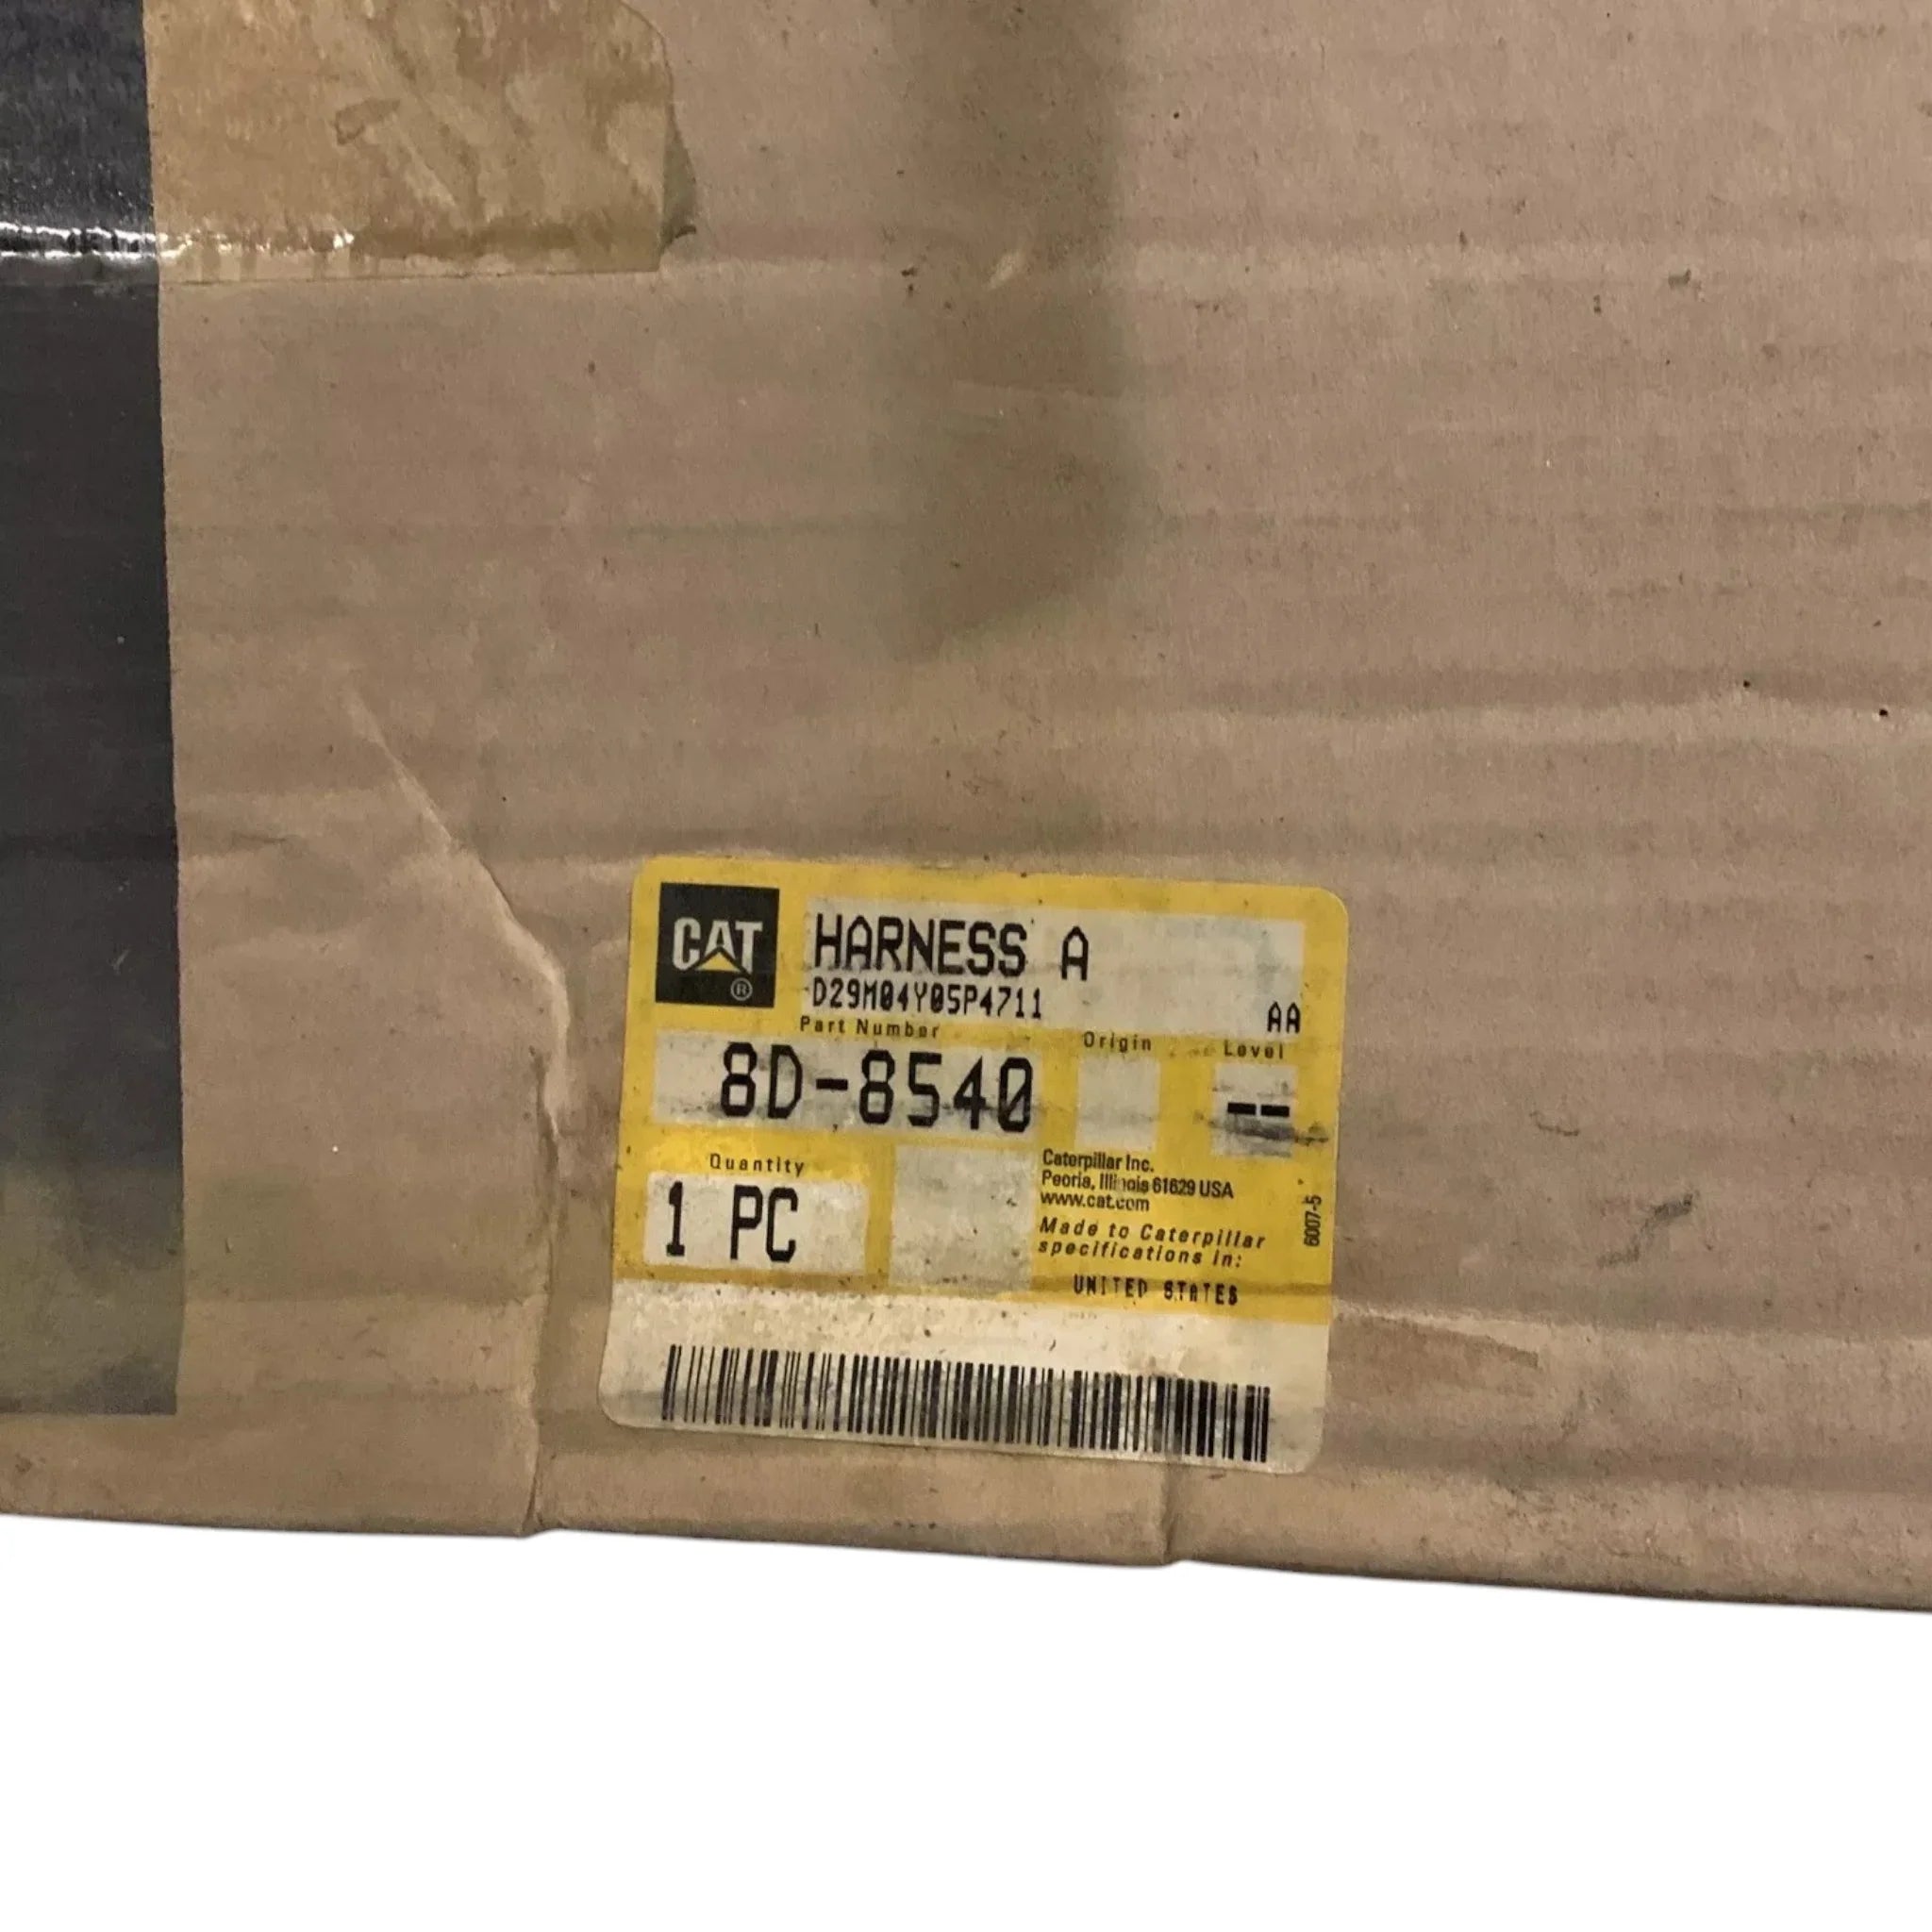 CAT
®
HARNESS A
D29M04Y05P4711
AA
Part Number
Origin
Level
8D-8540
--
Quantity
1 PC
Caterpillar Inc.
Peoria, Illinois 61629 USA
www.cat.com
Made to Caterpillar
specifications in:
UNITED STATES
6007-5